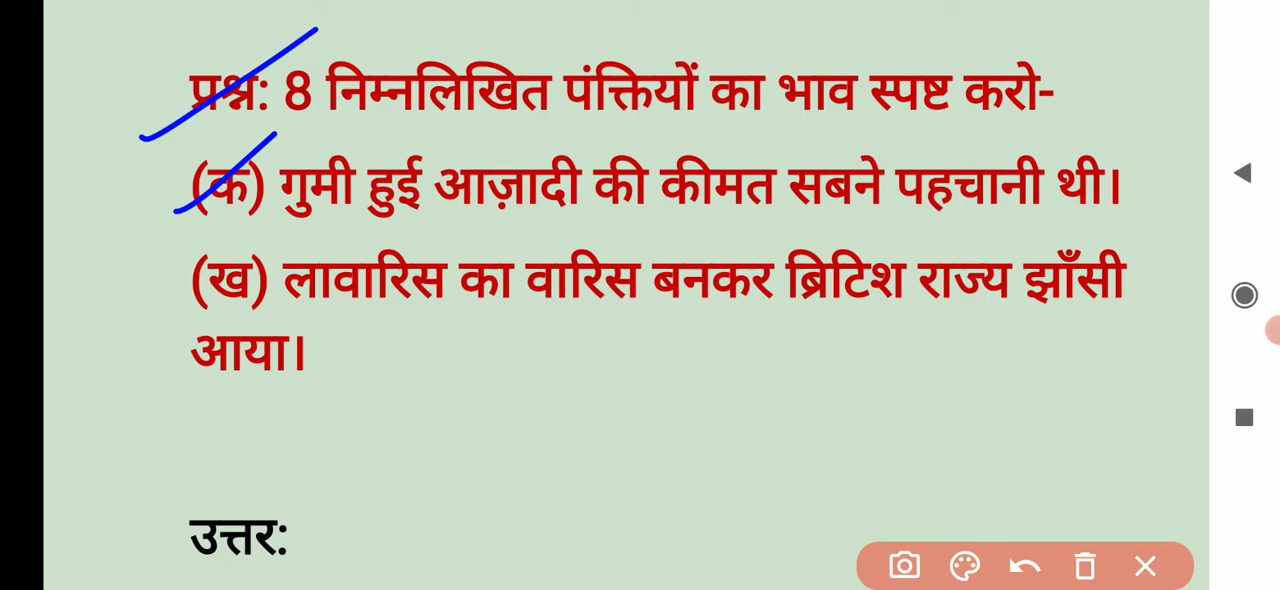 प्रश्न: 8 निम्नलिखित पंक्तियों का भाव स्पष्ट करो-
(क) गुमी हुई आज़ादी की कीमत सबने पहचानी थी।
(ख) लावारिस का वारिस बनकर ब्रिटिश राज्य झाँसी
आया।
उत्तर: